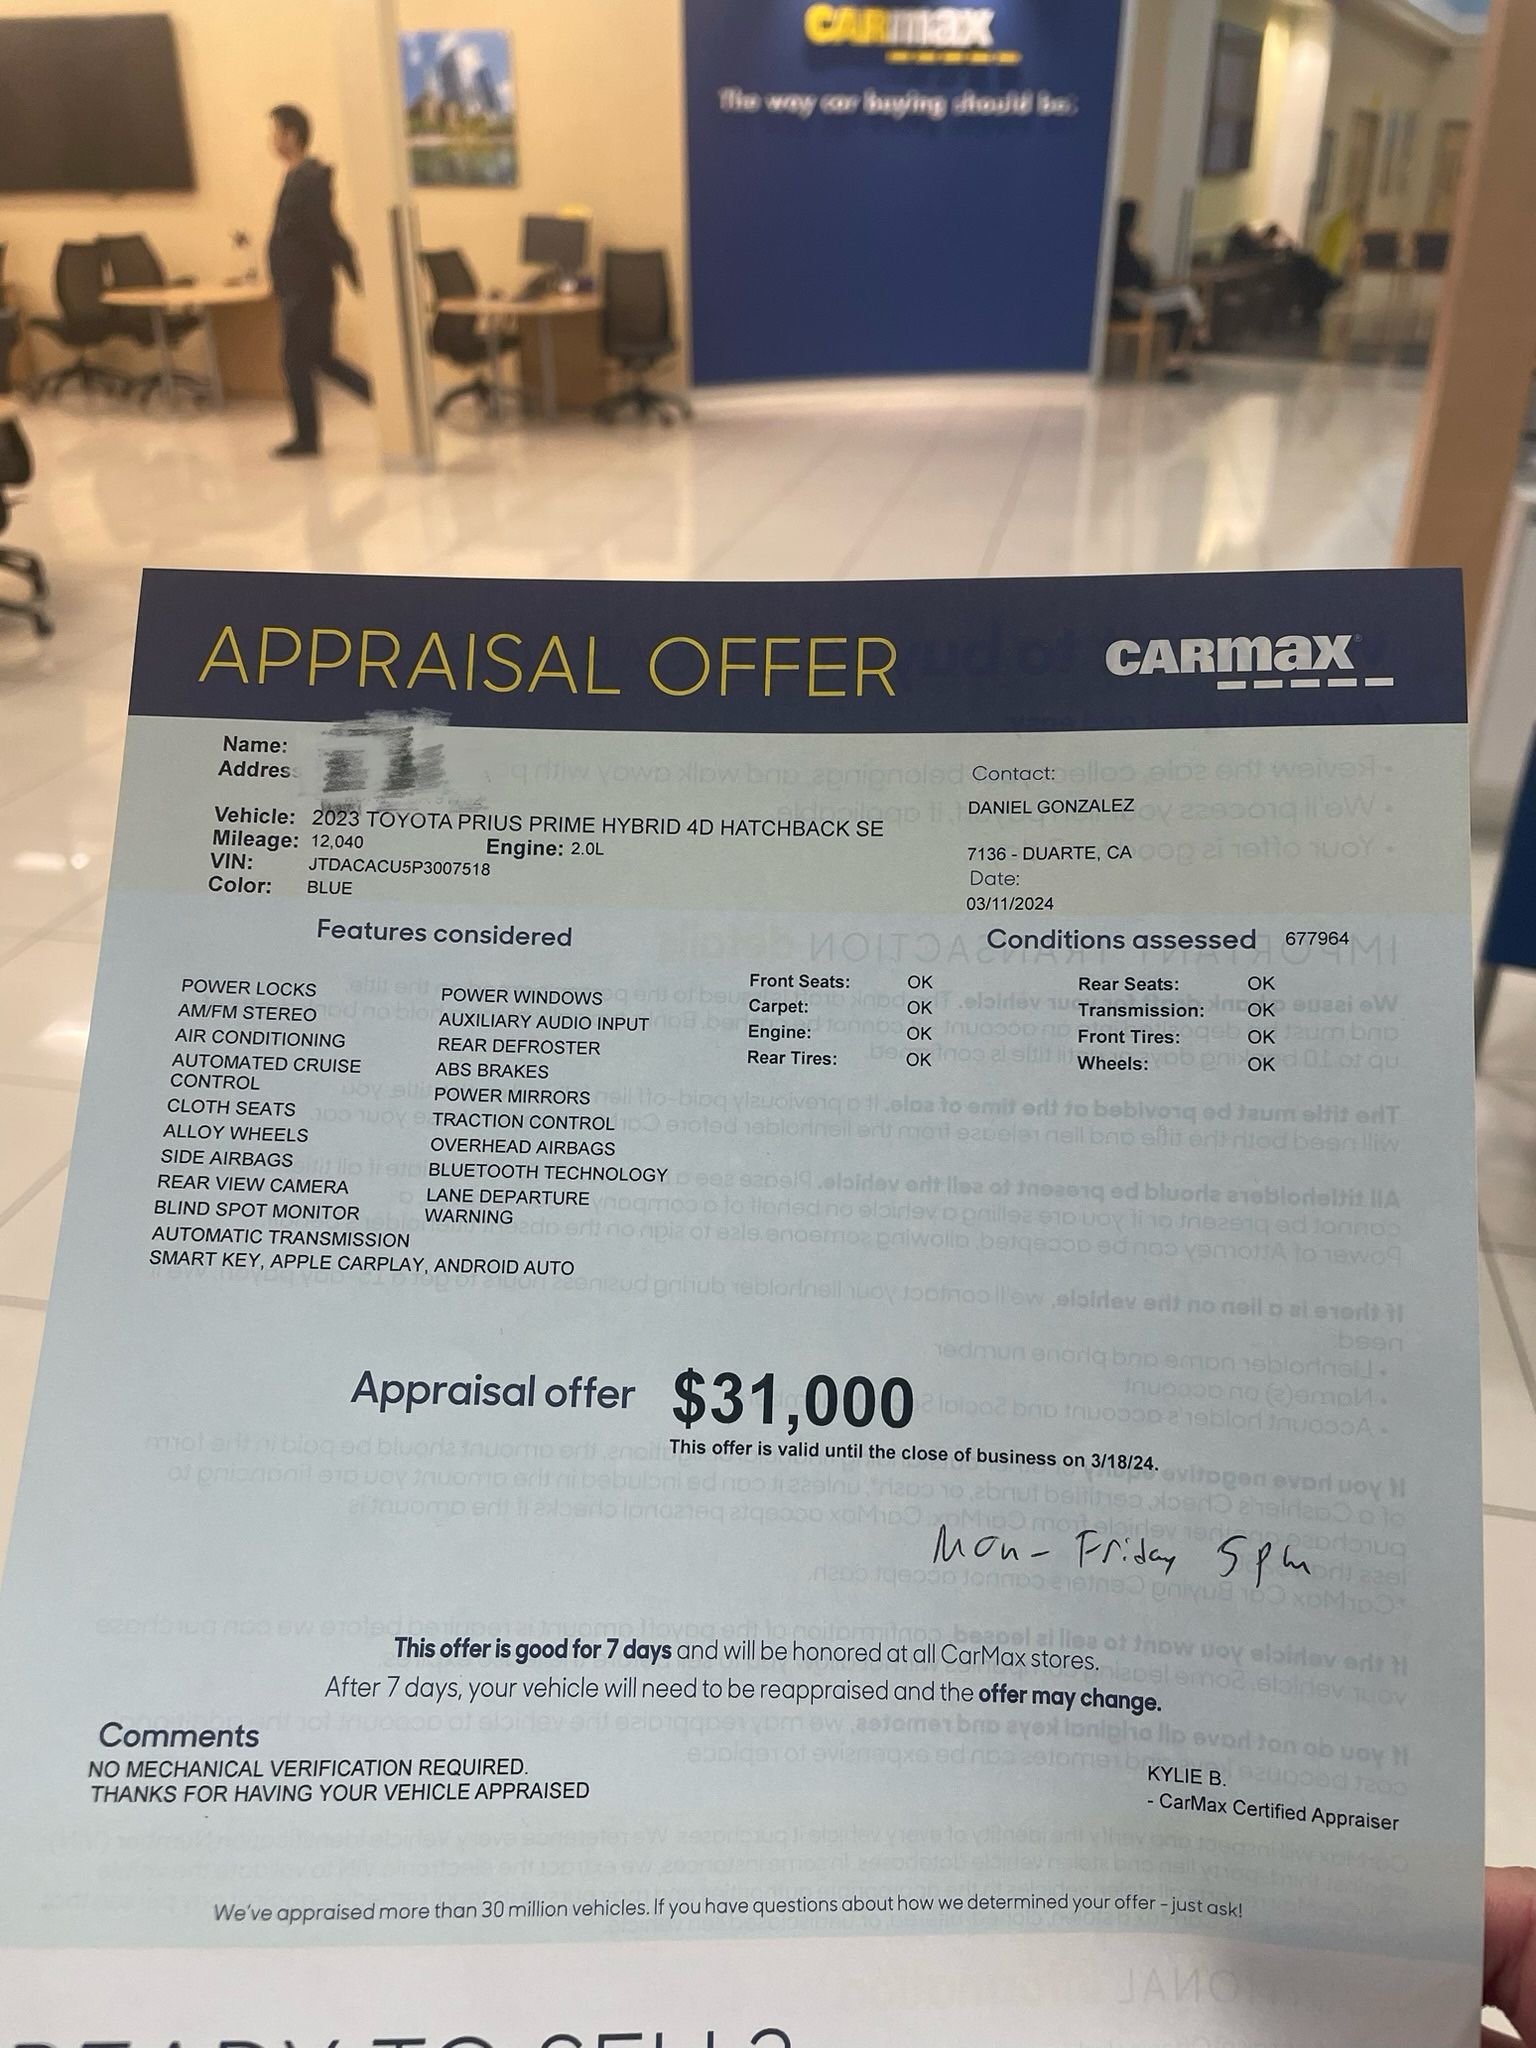 CARmax
The way car buying should be.
APPRAISAL OFFER
CARmax
Name:
Address
Contact:
DANIEL GONZALEZ
Vehicle: 2023 TOYOTA PRIUS PRIME HYBRID 4D HATCHBACK SE
Mileage: 12,040 Engine: 2.0L
7136 - DUARTE, CA
VIN: JTDACACU5P3007518
Date:
Color: BLUE
03/11/2024
Features considered
POWER LOCKS
AM/FM STEREO
AIR CONDITIONING
AUTOMATED CRUISE
CONTROL
CLOTH SEATS
ALLOY WHEELS
SIDE AIRBAGS
REAR VIEW CAMERA
BLIND SPOT MONITOR
AUTOMATIC TRANSMISSION
SMART KEY, APPLE CARPLAY, ANDROID AUTO
POWER WINDOWS
AUXILIARY AUDIO INPUT
REAR DEFROSTER
ABS BRAKES
POWER MIRRORS
TRACTION CONTROL
OVERHEAD AIRBAGS
BLUETOOTH TECHNOLOGY
LANE DEPARTURE
WARNING
Conditions assessed 677964
Front Seats: OK
Carpet: OK
Engine: OK
Rear Tires: OK
Rear Seats: OK
Transmission: OK
Front Tires: OK
Wheels: OK
Appraisal offer $31,000
This offer is valid until the close of business on 3/18/24.
Mon - Friday 5pm
This offer is good for 7 days and will be honored at all CarMax stores.
After 7 days, your vehicle will need to be reappraised and the offer may change.
Comments
NO MECHANICAL VERIFICATION REQUIRED.
THANKS FOR HAVING YOUR VEHICLE APPRAISED
KYLIE B.
- CarMax Certified Appraiser
We've appraised more than 30 million vehicles. If you have questions about how we determined your offer – just ask!
READY TO SELL?